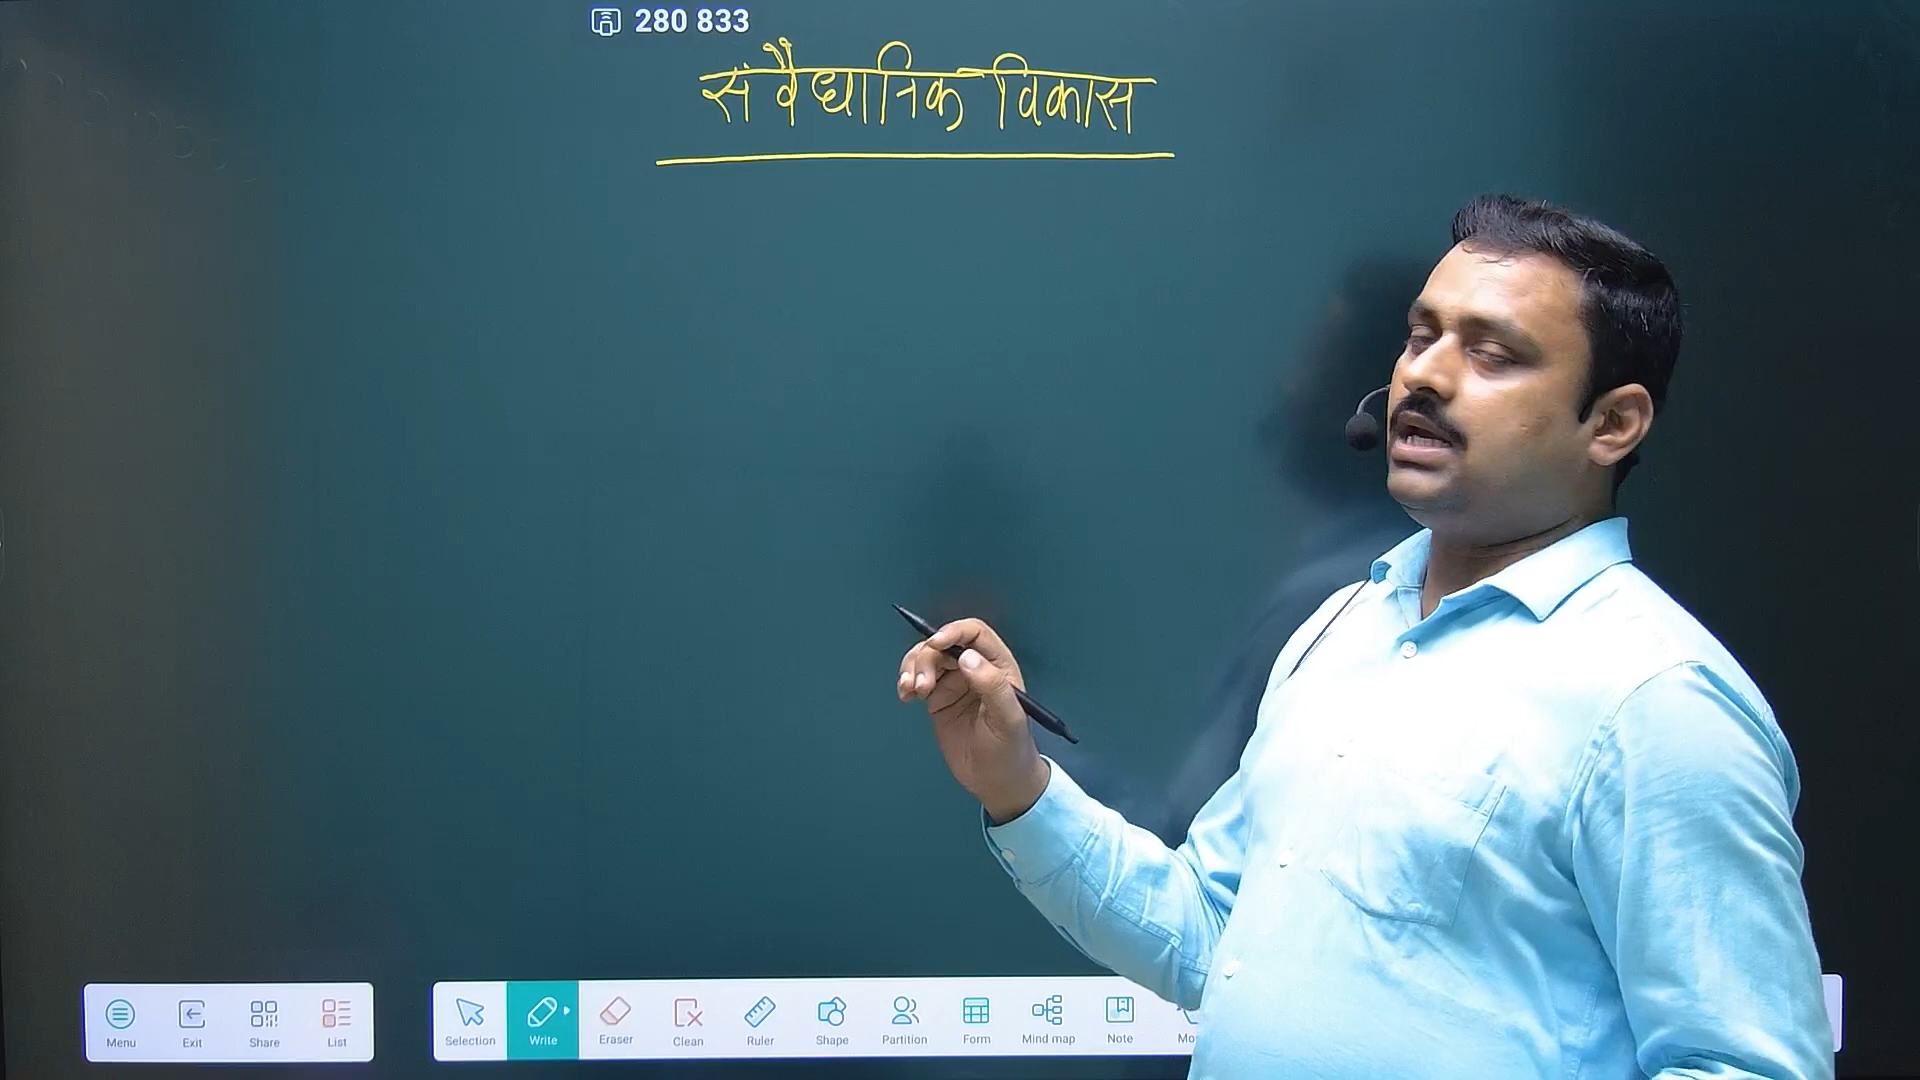 280 833
संवैधानिक विकास
Menu Exit Share List Selection Write Eraser Clean Ruler Shape Partition Form Mind map Note